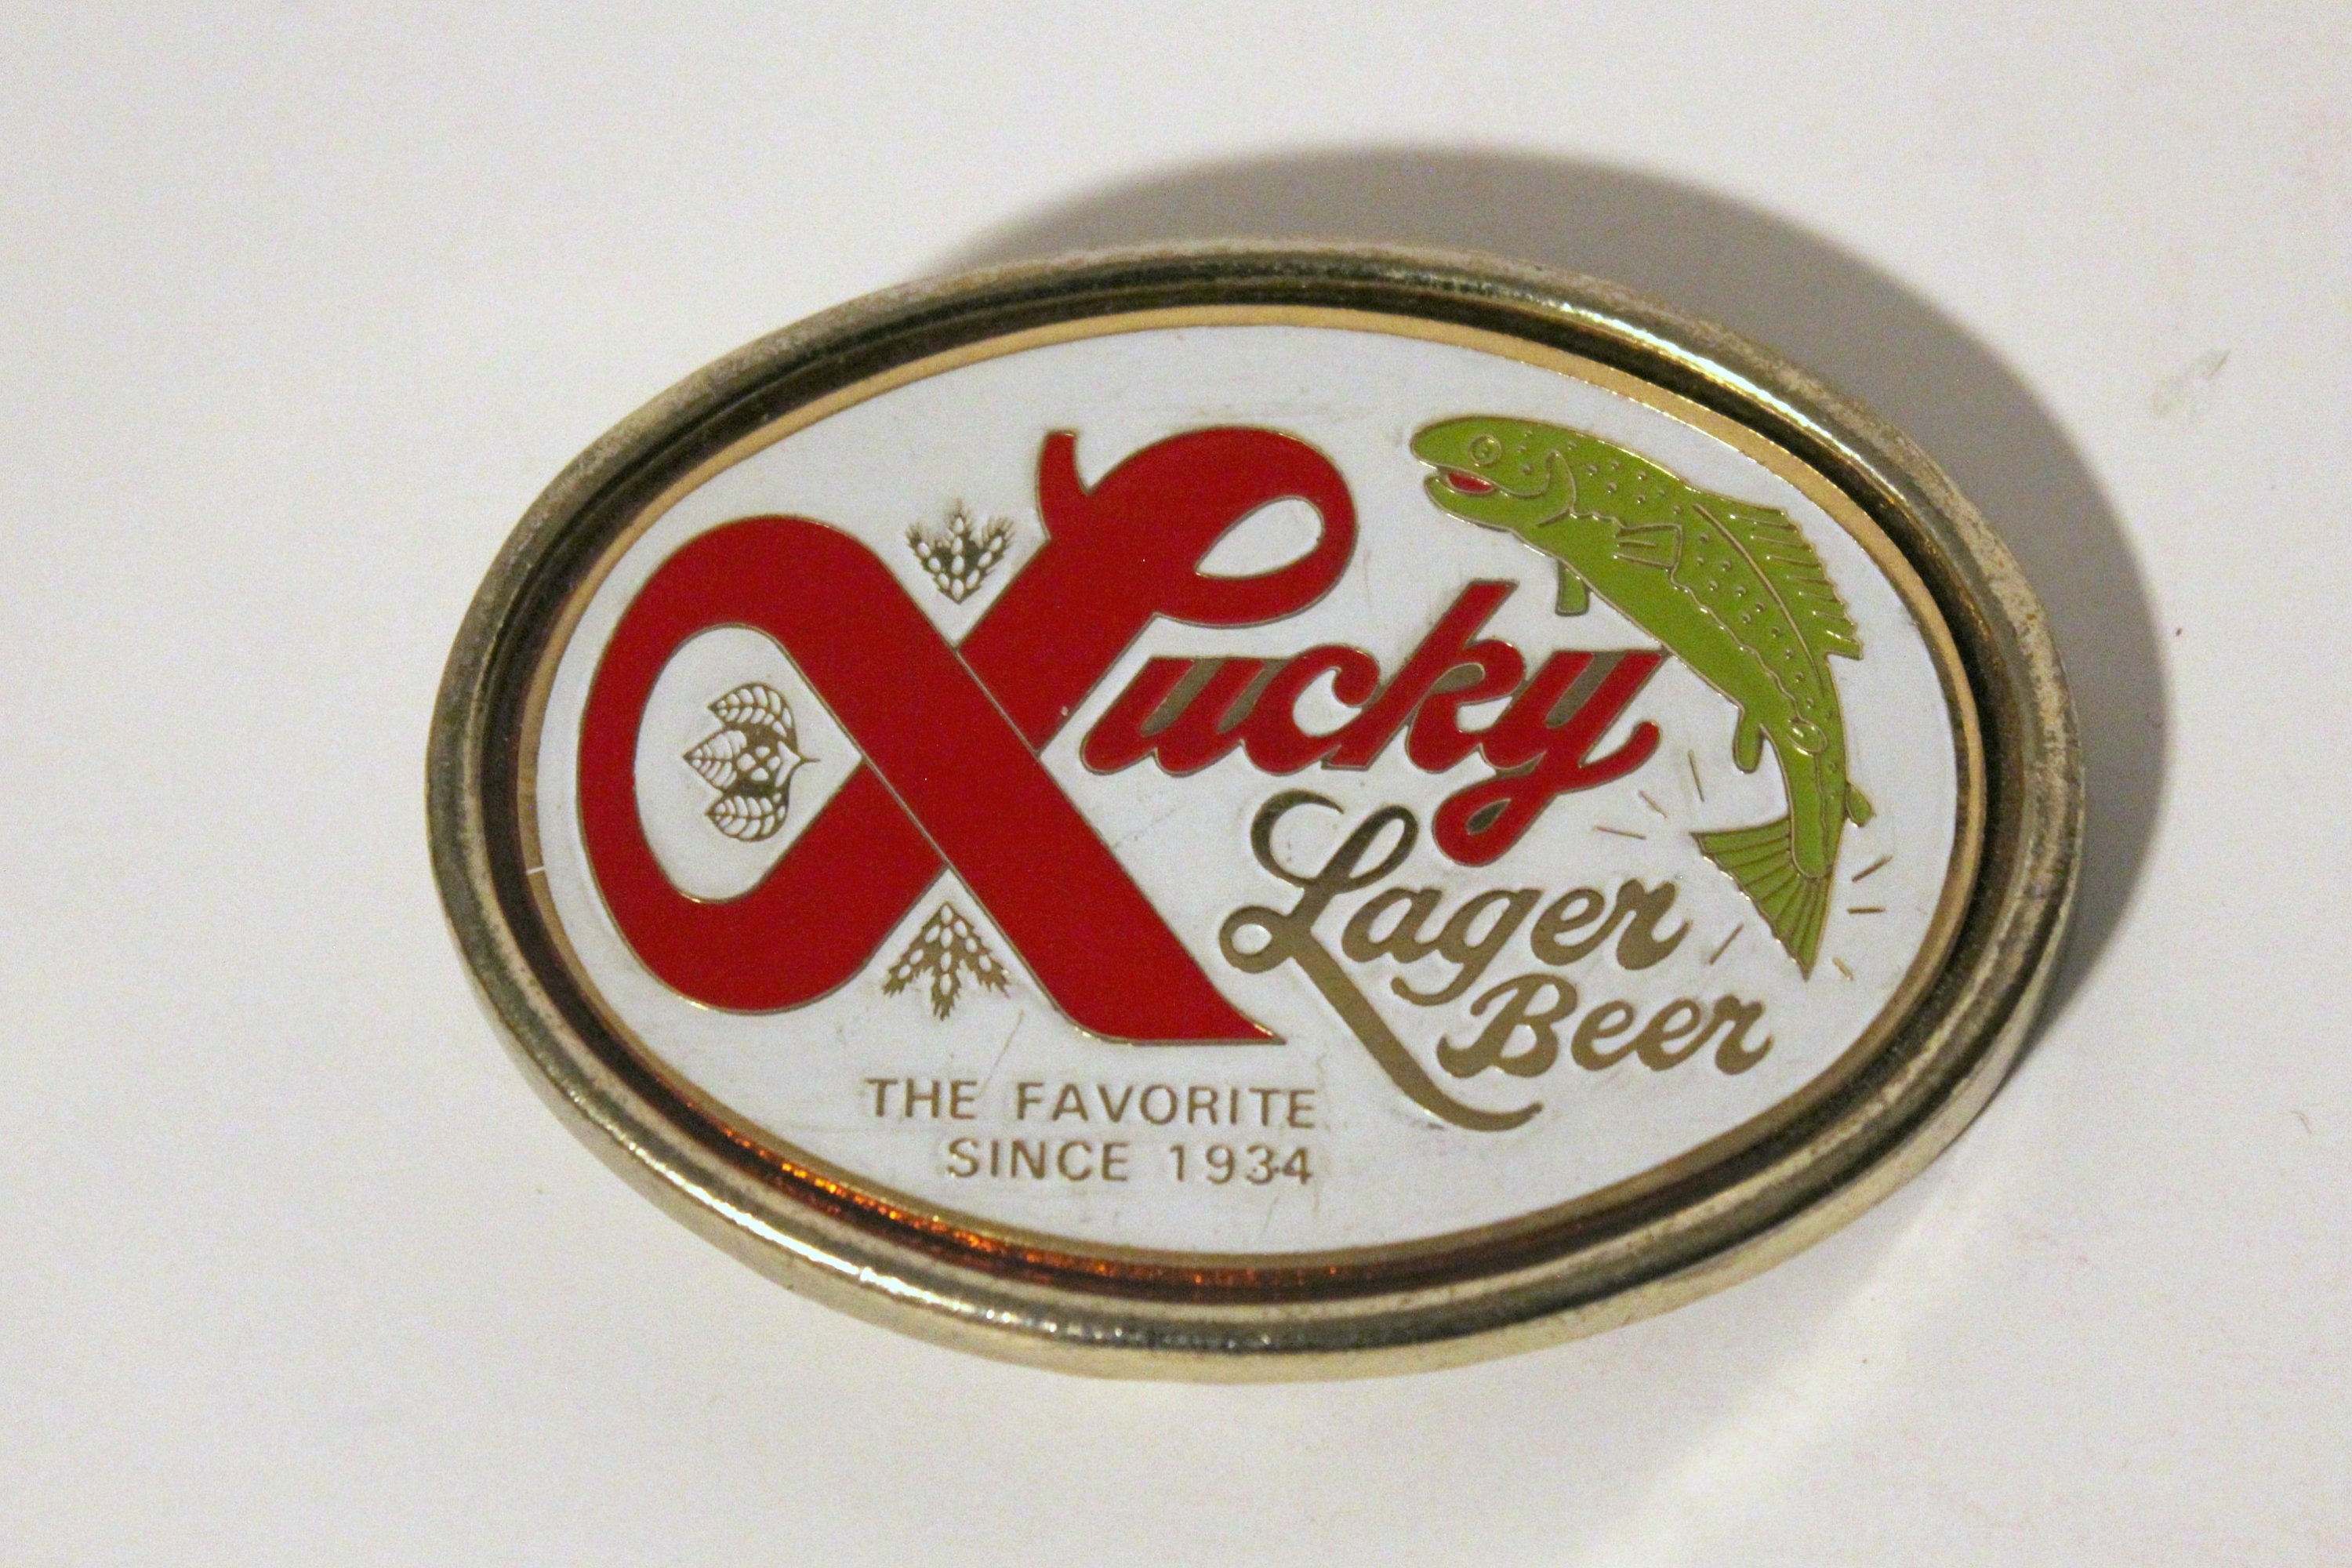 Lucky
Lager
Beer
THE FAVORITE
SINCE 1934